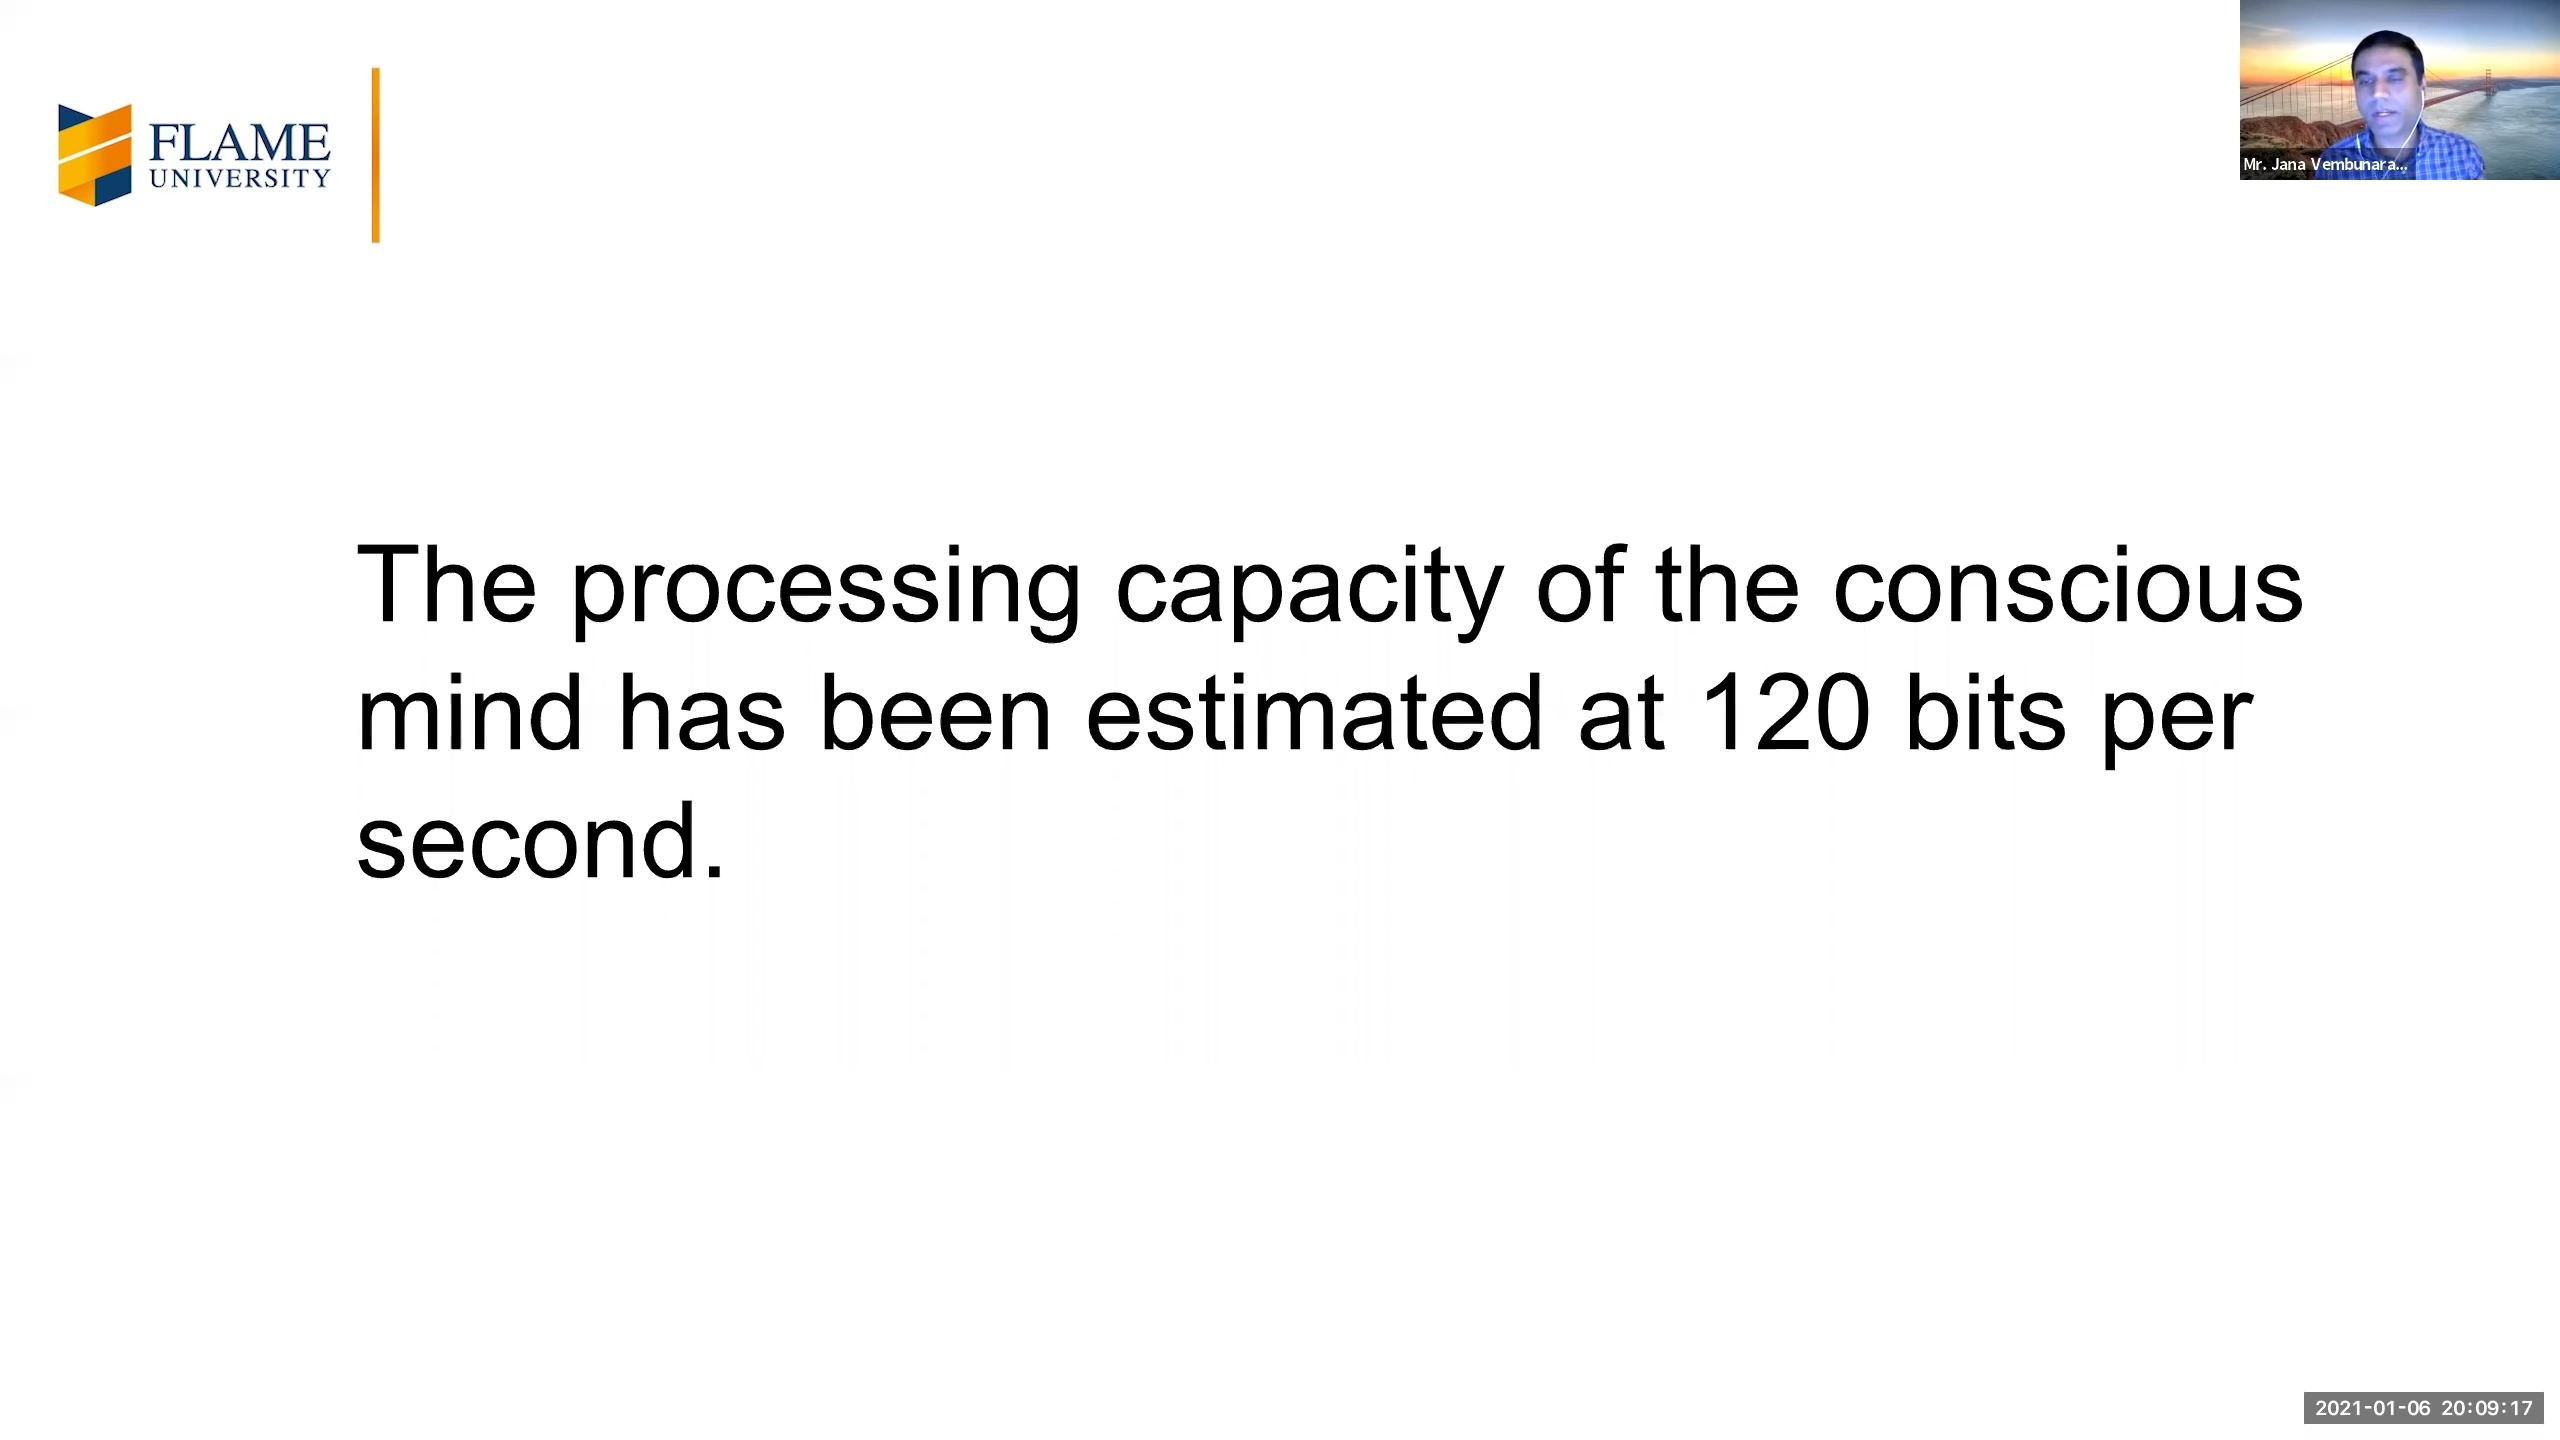 FLAME
UNIVERSITY
Mr. Jana Vembunara...
The processing capacity of the conscious
mind has been estimated at 120 bits per
second.
2021-01-06 20:09:17